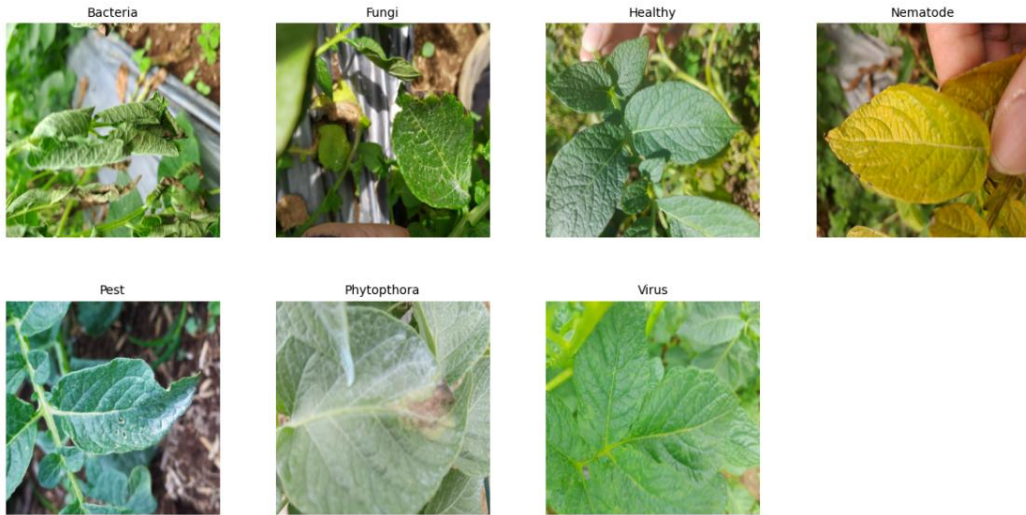 Bacteria
Fungi
Healthy
Nematode
Pest
Phytopthora
Virus